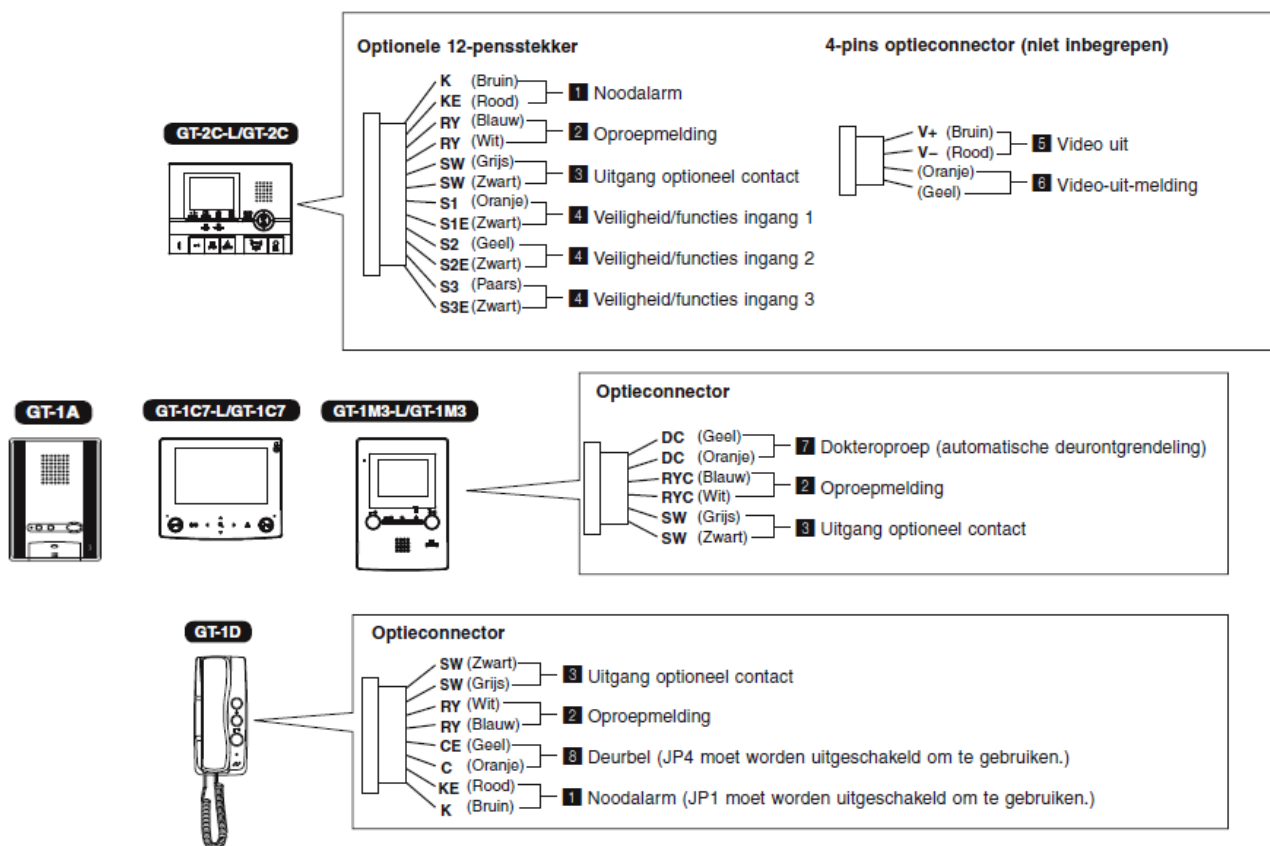 Optionele 12-pensstekker
4-pins optieconnector (niet inbegrepen)
GT-2C-L/GT-2C
K (Bruin)
KE (Rood)
1 Noodalarm
RY (Blauw)
RY (Wit)
2 Oproepmelding
SW (Grijs)
SW (Zwart)
3 Uitgang optioneel contact
S1 (Oranje)
S1E (Zwart)
4 Veiligheid/functies ingang 1
S2 (Geel)
S2E (Zwart)
4 Veiligheid/functies ingang 2
S3 (Paars)
S3E (Zwart)
4 Veiligheid/functies ingang 3
V+ (Bruin)
V− (Rood)
5 Video uit
(Oranje)
(Geel)
6 Video-uit-melding
GT-1A
GT-1C7-L/GT-1C7
GT-1M3-L/GT-1M3
Optieconnector
DC (Geel)
DC (Oranje)
7 Dokteroproep (automatische deurontgrendeling)
RYC (Blauw)
RYC (Wit)
2 Oproepmelding
SW (Grijs)
SW (Zwart)
3 Uitgang optioneel contact
GT-1D
Optieconnector
SW (Zwart)
SW (Grijs)
3 Uitgang optioneel contact
RY (Wit)
RY (Blauw)
2 Oproepmelding
CE (Geel)
C (Oranje)
8 Deurbel (JP4 moet worden uitgeschakeld om te gebruiken.)
KE (Rood)
K (Bruin)
1 Noodalarm (JP1 moet worden uitgeschakeld om te gebruiken.)